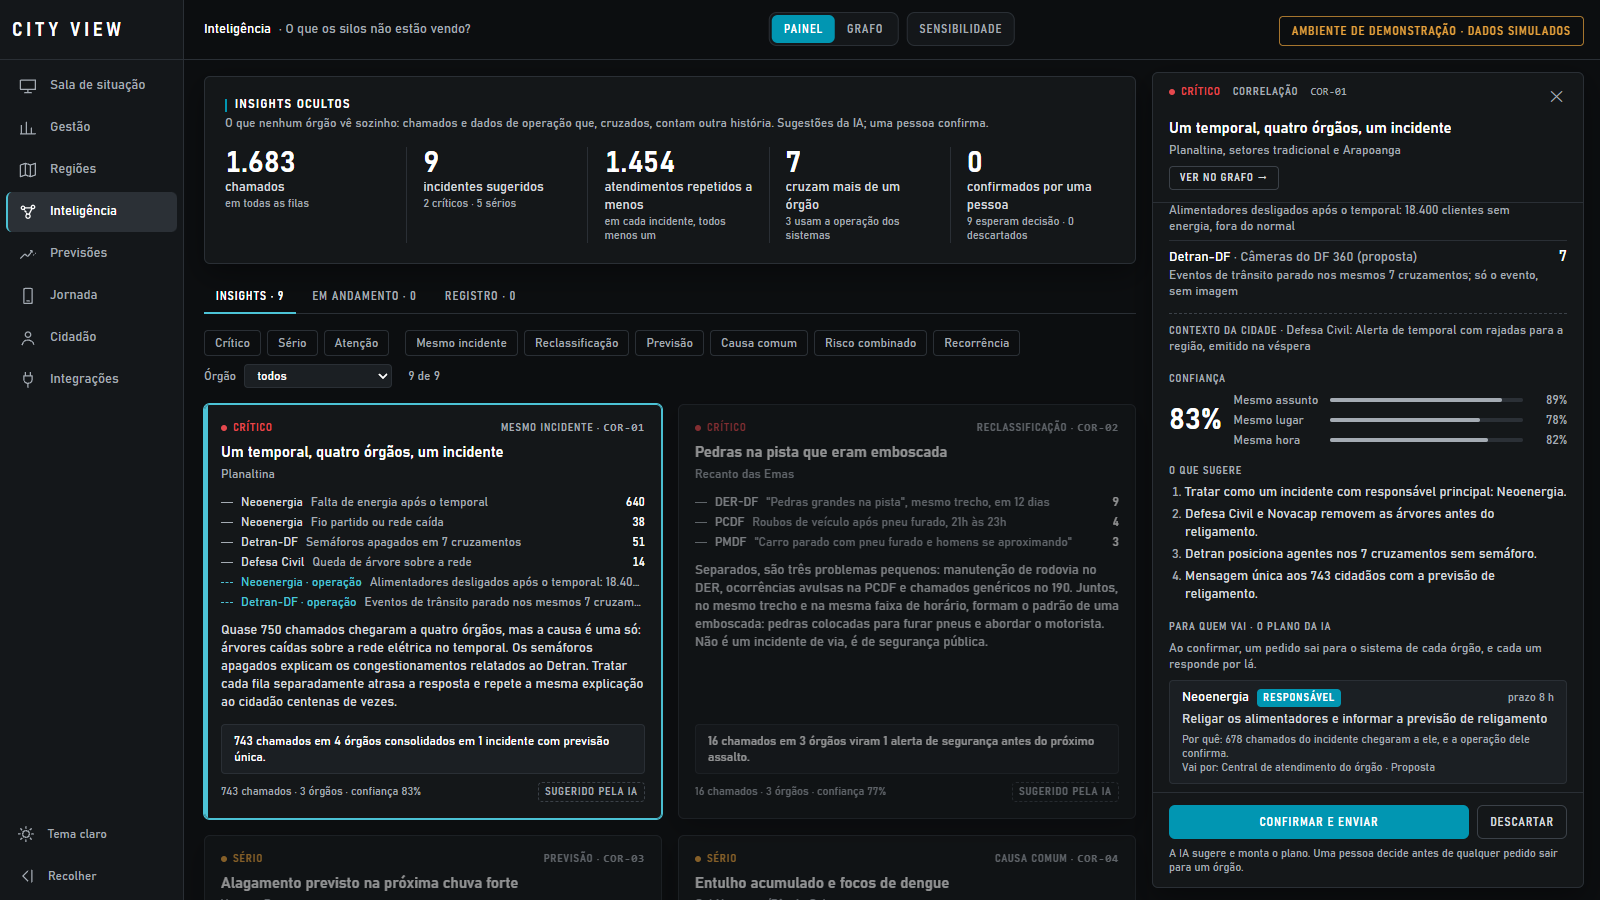 CITY VIEW
Sala de situação
Gestão
Regiões
Inteligência
Previsões
Jornada
Cidadão
Integrações
Tema claro
Recolher
Inteligência · O que os silos não estão vendo?
PAINEL
GRAFO
SENSIBILIDADE
AMBIENTE DE DEMONSTRAÇÃO · DADOS SIMULADOS
INSIGHTS OCULTOS
O que nenhum órgão vê sozinho: chamados e dados de operação que, cruzados, contam outra história. Sugestões da IA; uma pessoa confirma.
1.683
chamados
em todas as filas
9
incidentes sugeridos
2 críticos · 5 sérios
1.454
atendimentos repetidos a
menos
em cada incidente, todos
menos um
7
cruzam mais de um
órgão
3 usam a operação dos
sistemas
0
confirmados por uma
pessoa
9 esperam decisão · 0
descartados
INSIGHTS · 9
EM ANDAMENTO · 0
REGISTRO · 0
Crítico
Sério
Atenção
Mesmo incidente
Reclassificação
Previsão
Causa comum
Risco combinado
Recorrência
Órgão
todos
9 de 9
CRÍTICO
MESMO INCIDENTE · COR-01
Um temporal, quatro órgãos, um incidente
Planaltina
Neoenergia Falta de energia após o temporal 640
Neoenergia Fio partido ou rede caída 38
Detran-DF Semáforos apagados em 7 cruzamentos 51
Defesa Civil Queda de árvore sobre a rede 14
Neoenergia · operação Alimentadores desligados após o temporal: 18.40...
Detran-DF · operação Eventos de trânsito parado nos mesmos 7 cruzam...
Quase 750 chamados chegaram a quatro órgãos, mas a causa é uma só:
árvores caídas sobre a rede elétrica no temporal. Os semáforos
apagados explicam os congestionamentos relatados ao Detran. Tratar
cada fila separadamente atrasa a resposta e repete a mesma explicação
ao cidadão centenas de vezes.
743 chamados em 4 órgãos consolidados em 1 incidente com previsão
única.
743 chamados · 3 órgãos · confiança 83%
SUGERIDO PELA IA
CRÍTICO
RECLASSIFICAÇÃO · COR-02
Pedras na pista que eram emboscada
Recanto das Emas
DER-DF "Pedras grandes na pista", mesmo trecho, em 12 dias 9
PCDF Roubos de veículo após pneu furado, 21h às 23h 4
PMDF "Carro parado com pneu furado e homens se aproximando" 3
Separados, são três problemas pequenos: manutenção de rodovia no
DER, ocorrências avulsas na PCDF e chamados genéricos no 190. Juntos,
no mesmo trecho e na mesma faixa de horário, formam o padrão de uma
emboscada: pedras colocadas para furar pneus e abordar o motorista.
Não é um incidente de via, é de segurança pública.
16 chamados em 3 órgãos viram 1 alerta de segurança antes do próximo
assalto.
16 chamados · 3 órgãos · confiança 77%
SUGERIDO PELA IA
SÉRIO
PREVISÃO · COR-03
Alagamento previsto na próxima chuva forte
SÉRIO
CAUSA COMUM · COR-04
Entulho acumulado e focos de dengue
CRÍTICO CORRELAÇÃO COR-01
Um temporal, quatro órgãos, um incidente
Planaltina, setores tradicional e Arapoanga
VER NO GRAFO →
Alimentadores desligados após o temporal: 18.400 clientes sem
energia, fora do normal
Detran-DF · Câmeras do DF 360 (proposta) 7
Eventos de trânsito parado nos mesmos 7 cruzamentos; só o evento,
sem imagem
CONTEXTO DA CIDADE · Defesa Civil: Alerta de temporal com rajadas para a
região, emitido na véspera
CONFIANÇA
83%
Mesmo assunto 89%
Mesmo lugar 78%
Mesma hora 82%
O QUE SUGERE
1. Tratar como um incidente com responsável principal: Neoenergia.
2. Defesa Civil e Novacap removem as árvores antes do
religamento.
3. Detran posiciona agentes nos 7 cruzamentos sem semáforo.
4. Mensagem única aos 743 cidadãos com a previsão de
religamento.
PARA QUEM VAI · O PLANO DA IA
Ao confirmar, um pedido sai para o sistema de cada órgão, e cada um
responde por lá.
Neoenergia RESPONSÁVEL prazo 8 h
Religar os alimentadores e informar a previsão de religamento
Por quê: 678 chamados do incidente chegaram a ele, e a operação dele
confirma.
Vai por: Central de atendimento do órgão · Proposta
CONFIRMAR E ENVIAR
DESCARTAR
A IA sugere e monta o plano. Uma pessoa decide antes de qualquer pedido sair
para um órgão.